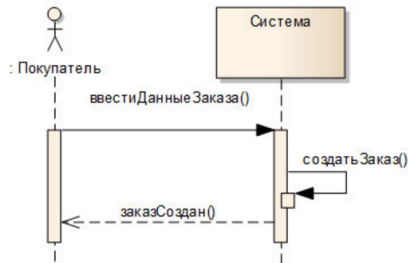 Система
: Покупатель
ввестиДанныеЗаказа()
создатьЗаказ()
заказСоздан()